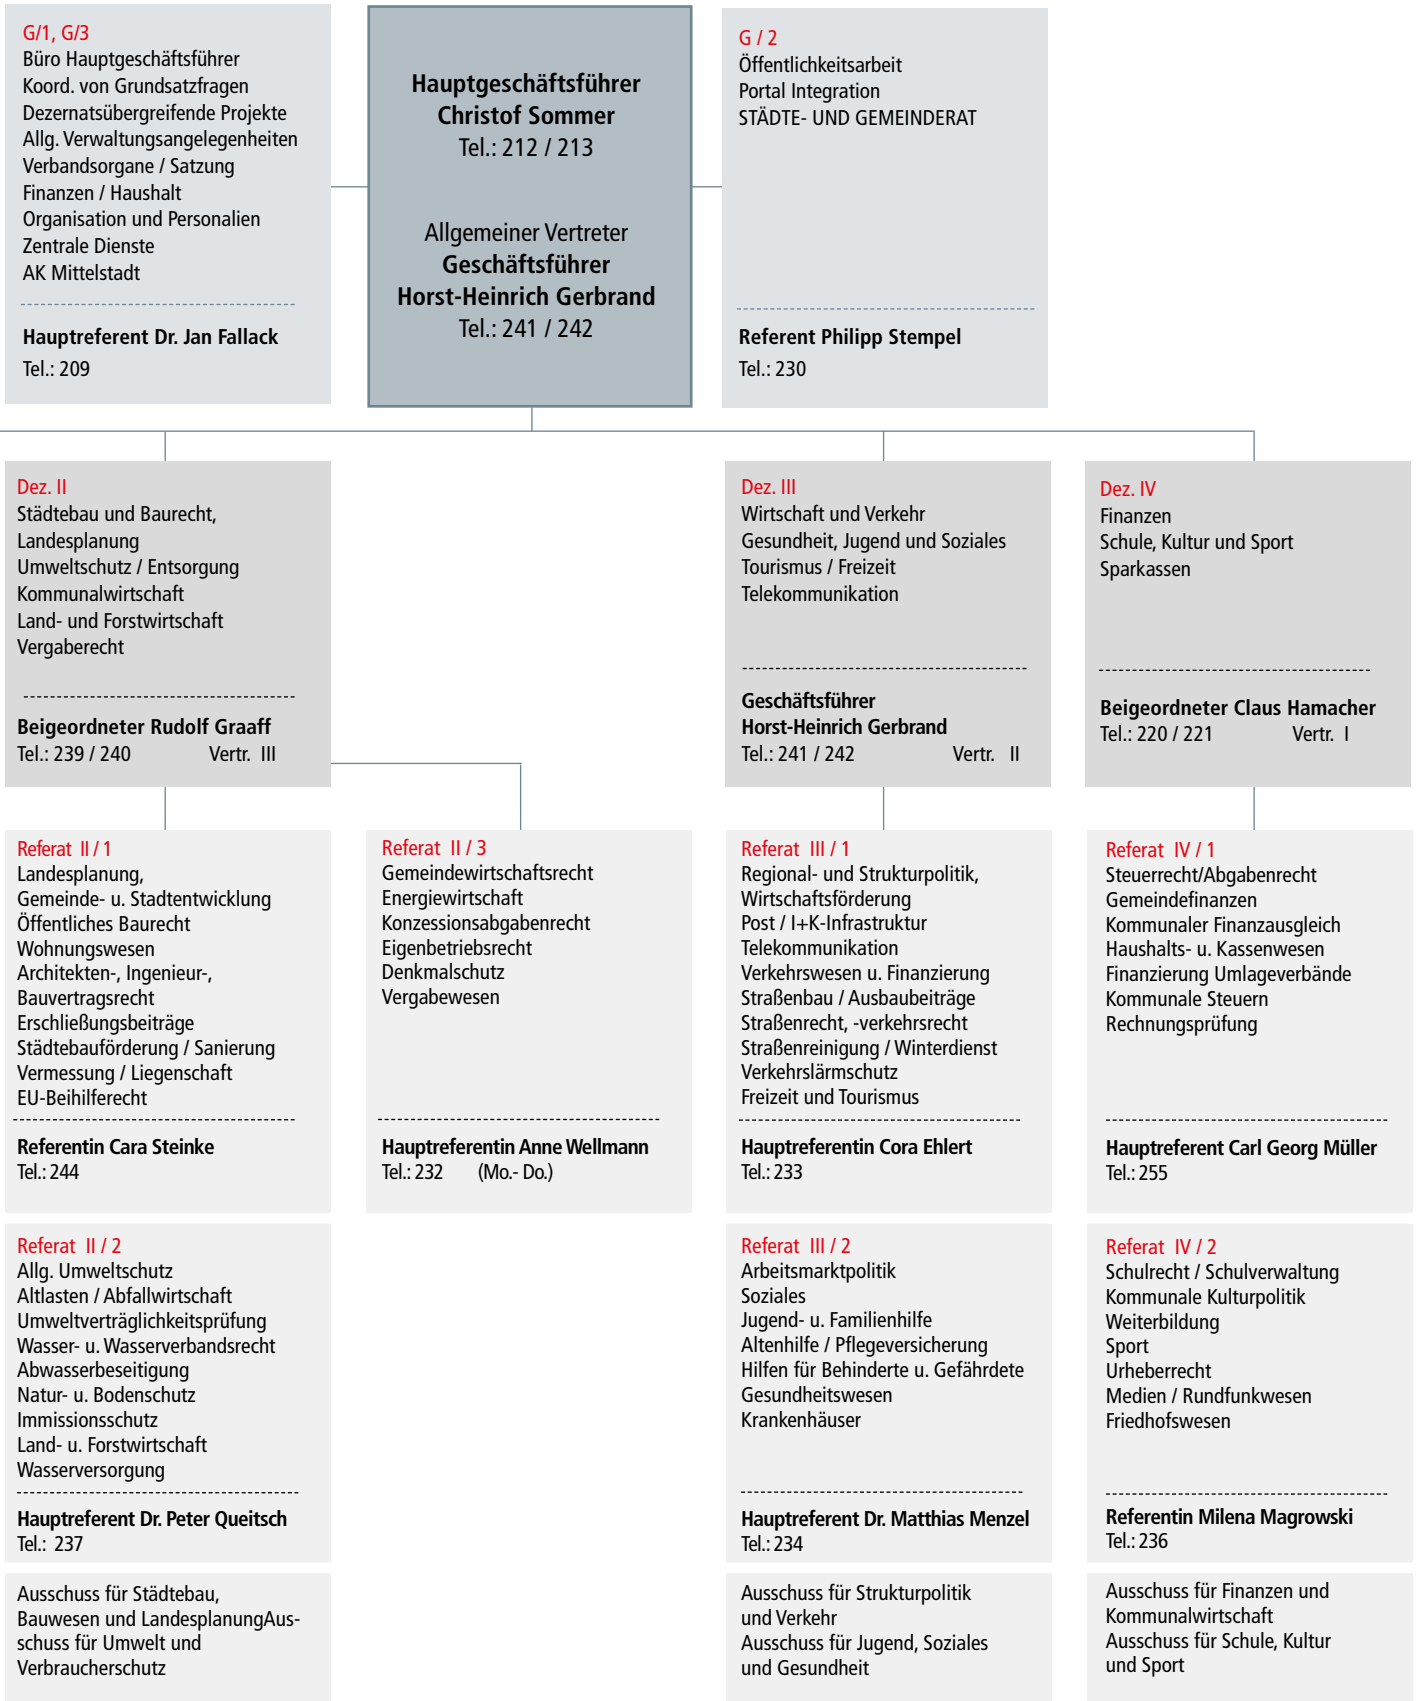 G/1, G/3
Büro Hauptgeschäftsführer
Koord. von Grundsatzfragen
Dezernatsübergreifende Projekte
Allg. Verwaltungsangelegenheiten
Verbandsorgane / Satzung
Finanzen / Haushalt
Organisation und Personalien
Zentrale Dienste
AK Mittelstadt
Hauptreferent Dr. Jan Fallack
Tel.: 209
Hauptgeschäftsführer
Christof Sommer
Tel.: 212 / 213
Allgemeiner Vertreter
Geschäftsführer
Horst-Heinrich Gerbrand
Tel.: 241 / 242
G / 2
Öffentlichkeitsarbeit
Portal Integration
STÄDTE- UND GEMEINDERAT
Referent Philipp Stempel
Tel.: 230
Dez. II
Städtebau und Baurecht,
Landesplanung
Umweltschutz / Entsorgung
Kommunalwirtschaft
Land- und Forstwirtschaft
Vergaberecht
Beigeordneter Rudolf Graaff
Tel.: 239 / 240 Vertr. III
Dez. III
Wirtschaft und Verkehr
Gesundheit, Jugend und Soziales
Tourismus / Freizeit
Telekommunikation
Geschäftsführer
Horst-Heinrich Gerbrand
Tel.: 241 / 242 Vertr. II
Dez. IV
Finanzen
Schule, Kultur und Sport
Sparkassen
Beigeordneter Claus Hamacher
Tel.: 220 / 221 Vertr. I
Referat II / 1
Landesplanung,
Gemeinde- u. Stadtentwicklung
Öffentliches Baurecht
Wohnungswesen
Architekten-, Ingenieur-,
Bauvertragsrecht
Erschließungsbeiträge
Städtebauförderung / Sanierung
Vermessung / Liegenschaft
EU-Beihilferecht
Referentin Cara Steinke
Tel.: 244
Referat II / 3
Gemeindewirtschaftsrecht
Energiewirtschaft
Konzessionsabgabenrecht
Eigenbetriebsrecht
Denkmalschutz
Vergabewesen
Hauptreferentin Anne Wellmann
Tel.: 232 (Mo.- Do.)
Referat III / 1
Regional- und Strukturpolitik,
Wirtschaftsförderung
Post / I+K-Infrastruktur
Telekommunikation
Verkehrswesen u. Finanzierung
Straßenbau / Ausbaubeiträge
Straßenrecht, -verkehrsrecht
Straßenreinigung / Winterdienst
Verkehrslärmschutz
Freizeit und Tourismus
Hauptreferentin Cora Ehlert
Tel.: 233
Referat IV / 1
Steuerrecht/Abgabenrecht
Gemeindefinanzen
Kommunaler Finanzausgleich
Haushalts- u. Kassenwesen
Finanzierung Umlageverbände
Kommunale Steuern
Rechnungsprüfung
Hauptreferent Carl Georg Müller
Tel.: 255
Referat II / 2
Allg. Umweltschutz
Altlasten / Abfallwirtschaft
Umweltverträglichkeitsprüfung
Wasser- u. Wasserverbandsrecht
Abwasserbeseitigung
Natur- u. Bodenschutz
Immissionsschutz
Land- u. Forstwirtschaft
Wasserversorgung
Hauptreferent Dr. Peter Queitsch
Tel.: 237
Referat III / 2
Arbeitsmarktpolitik
Soziales
Jugend- u. Familienhilfe
Altenhilfe / Pflegeversicherung
Hilfen für Behinderte u. Gefährdete
Gesundheitswesen
Krankenhäuser
Hauptreferent Dr. Matthias Menzel
Tel.: 234
Referat IV / 2
Schulrecht / Schulverwaltung
Kommunale Kulturpolitik
Weiterbildung
Sport
Urheberrecht
Medien / Rundfunkwesen
Friedhofswesen
Referentin Milena Magrowski
Tel.: 236
Ausschuss für Städtebau,
Bauwesen und LandesplanungAus-
schuss für Umwelt und
Verbraucherschutz
Ausschuss für Strukturpolitik
und Verkehr
Ausschuss für Jugend, Soziales
und Gesundheit
Ausschuss für Finanzen und
Kommunalwirtschaft
Ausschuss für Schule, Kultur
und Sport